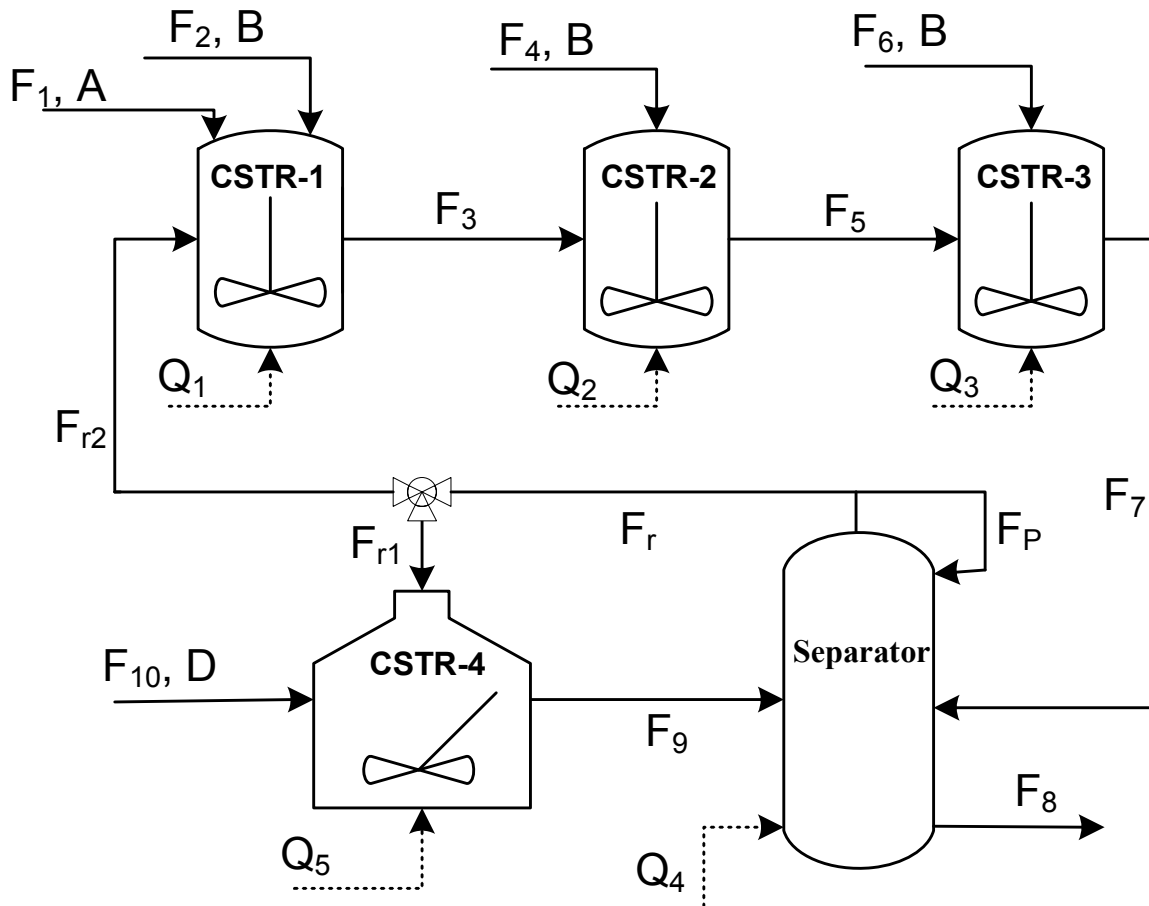 F₂, B
F₄, B
F₆, B
F₁, A
CSTR-1
CSTR-2
CSTR-3
F₃
F₅
Q₁
Q₂
Q₃
Fᵣ₂
Fᵣ₁
Fᵣ
F_P
F₇
F₁₀, D
CSTR-4
Separator
F₉
F₈
Q₅
Q₄